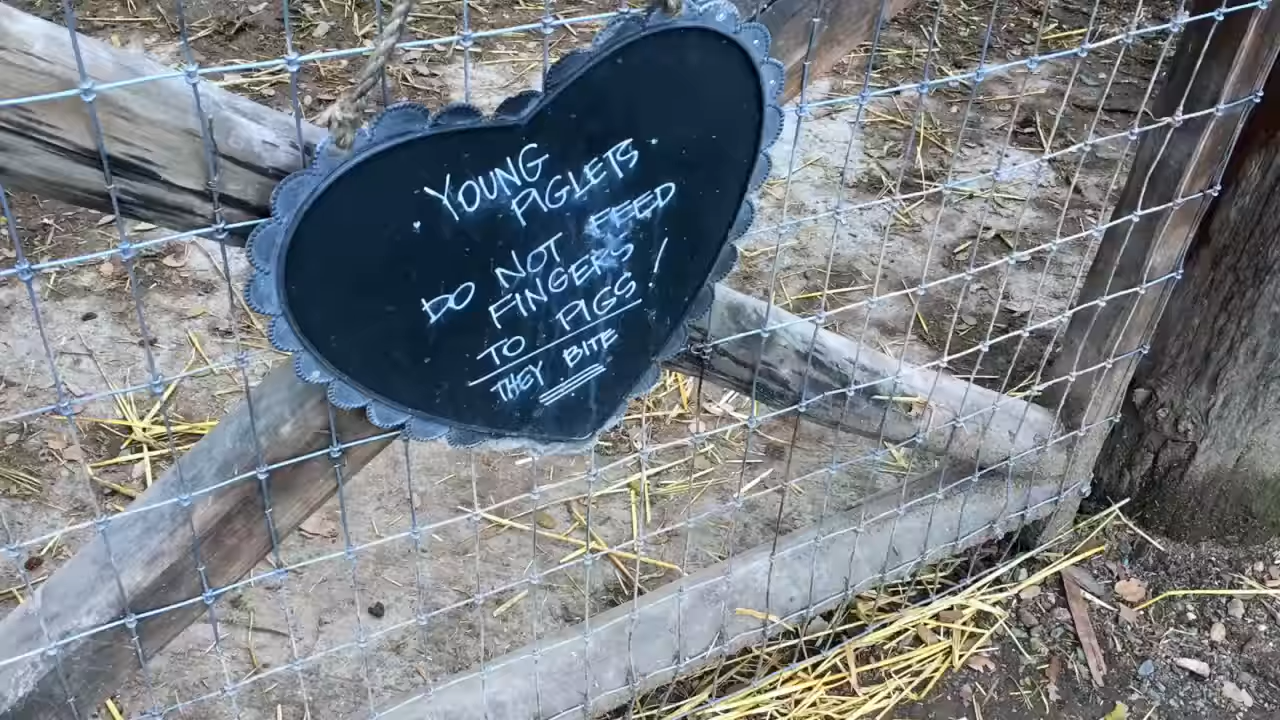 YOUNG
PIGLETS
DO NOT FEED
FINGERS
TO PIGS!
THEY BITE